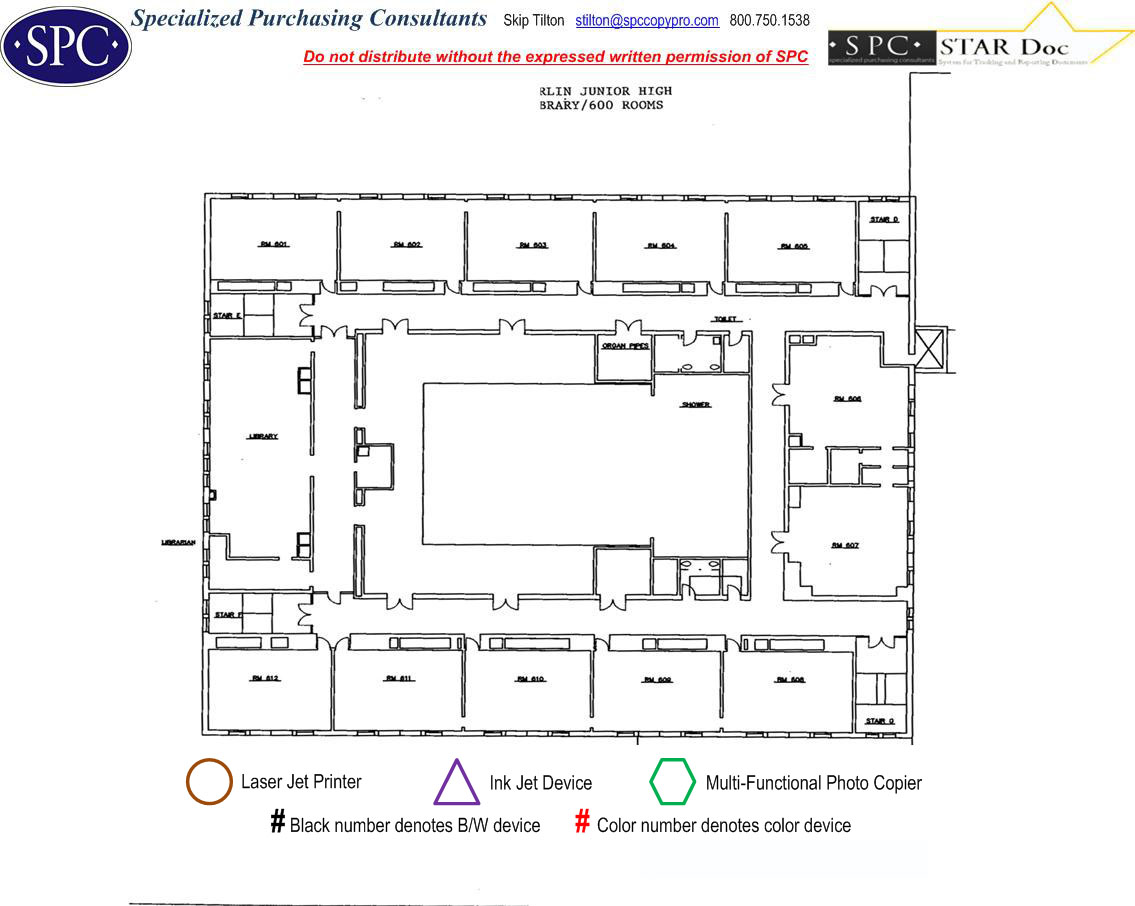 Specialized Purchasing Consultants Skip Tilton stilton@spccopypro.com 800.750.1538
·SPC·
·SPC· STAR Doc
specialized purchasing consultants System for Tracking and Reporting Documents
Do not distribute without the expressed written permission of SPC
RLIN JUNIOR HIGH
BRARY/600 ROOMS
STAIR D
RM 601 RM 602 RM 603 RM 604 RM 605
STAIR E
TOILET
ORGAN PIPES
RM 606
SHOWER
LIBRARY
LIBRARIAN
RM 607
STAIR F
RM 612 RM 611 RM 610 RM 609 RM 608
STAIR G
Laser Jet Printer Ink Jet Device Multi-Functional Photo Copier
# Black number denotes B/W device # Color number denotes color device